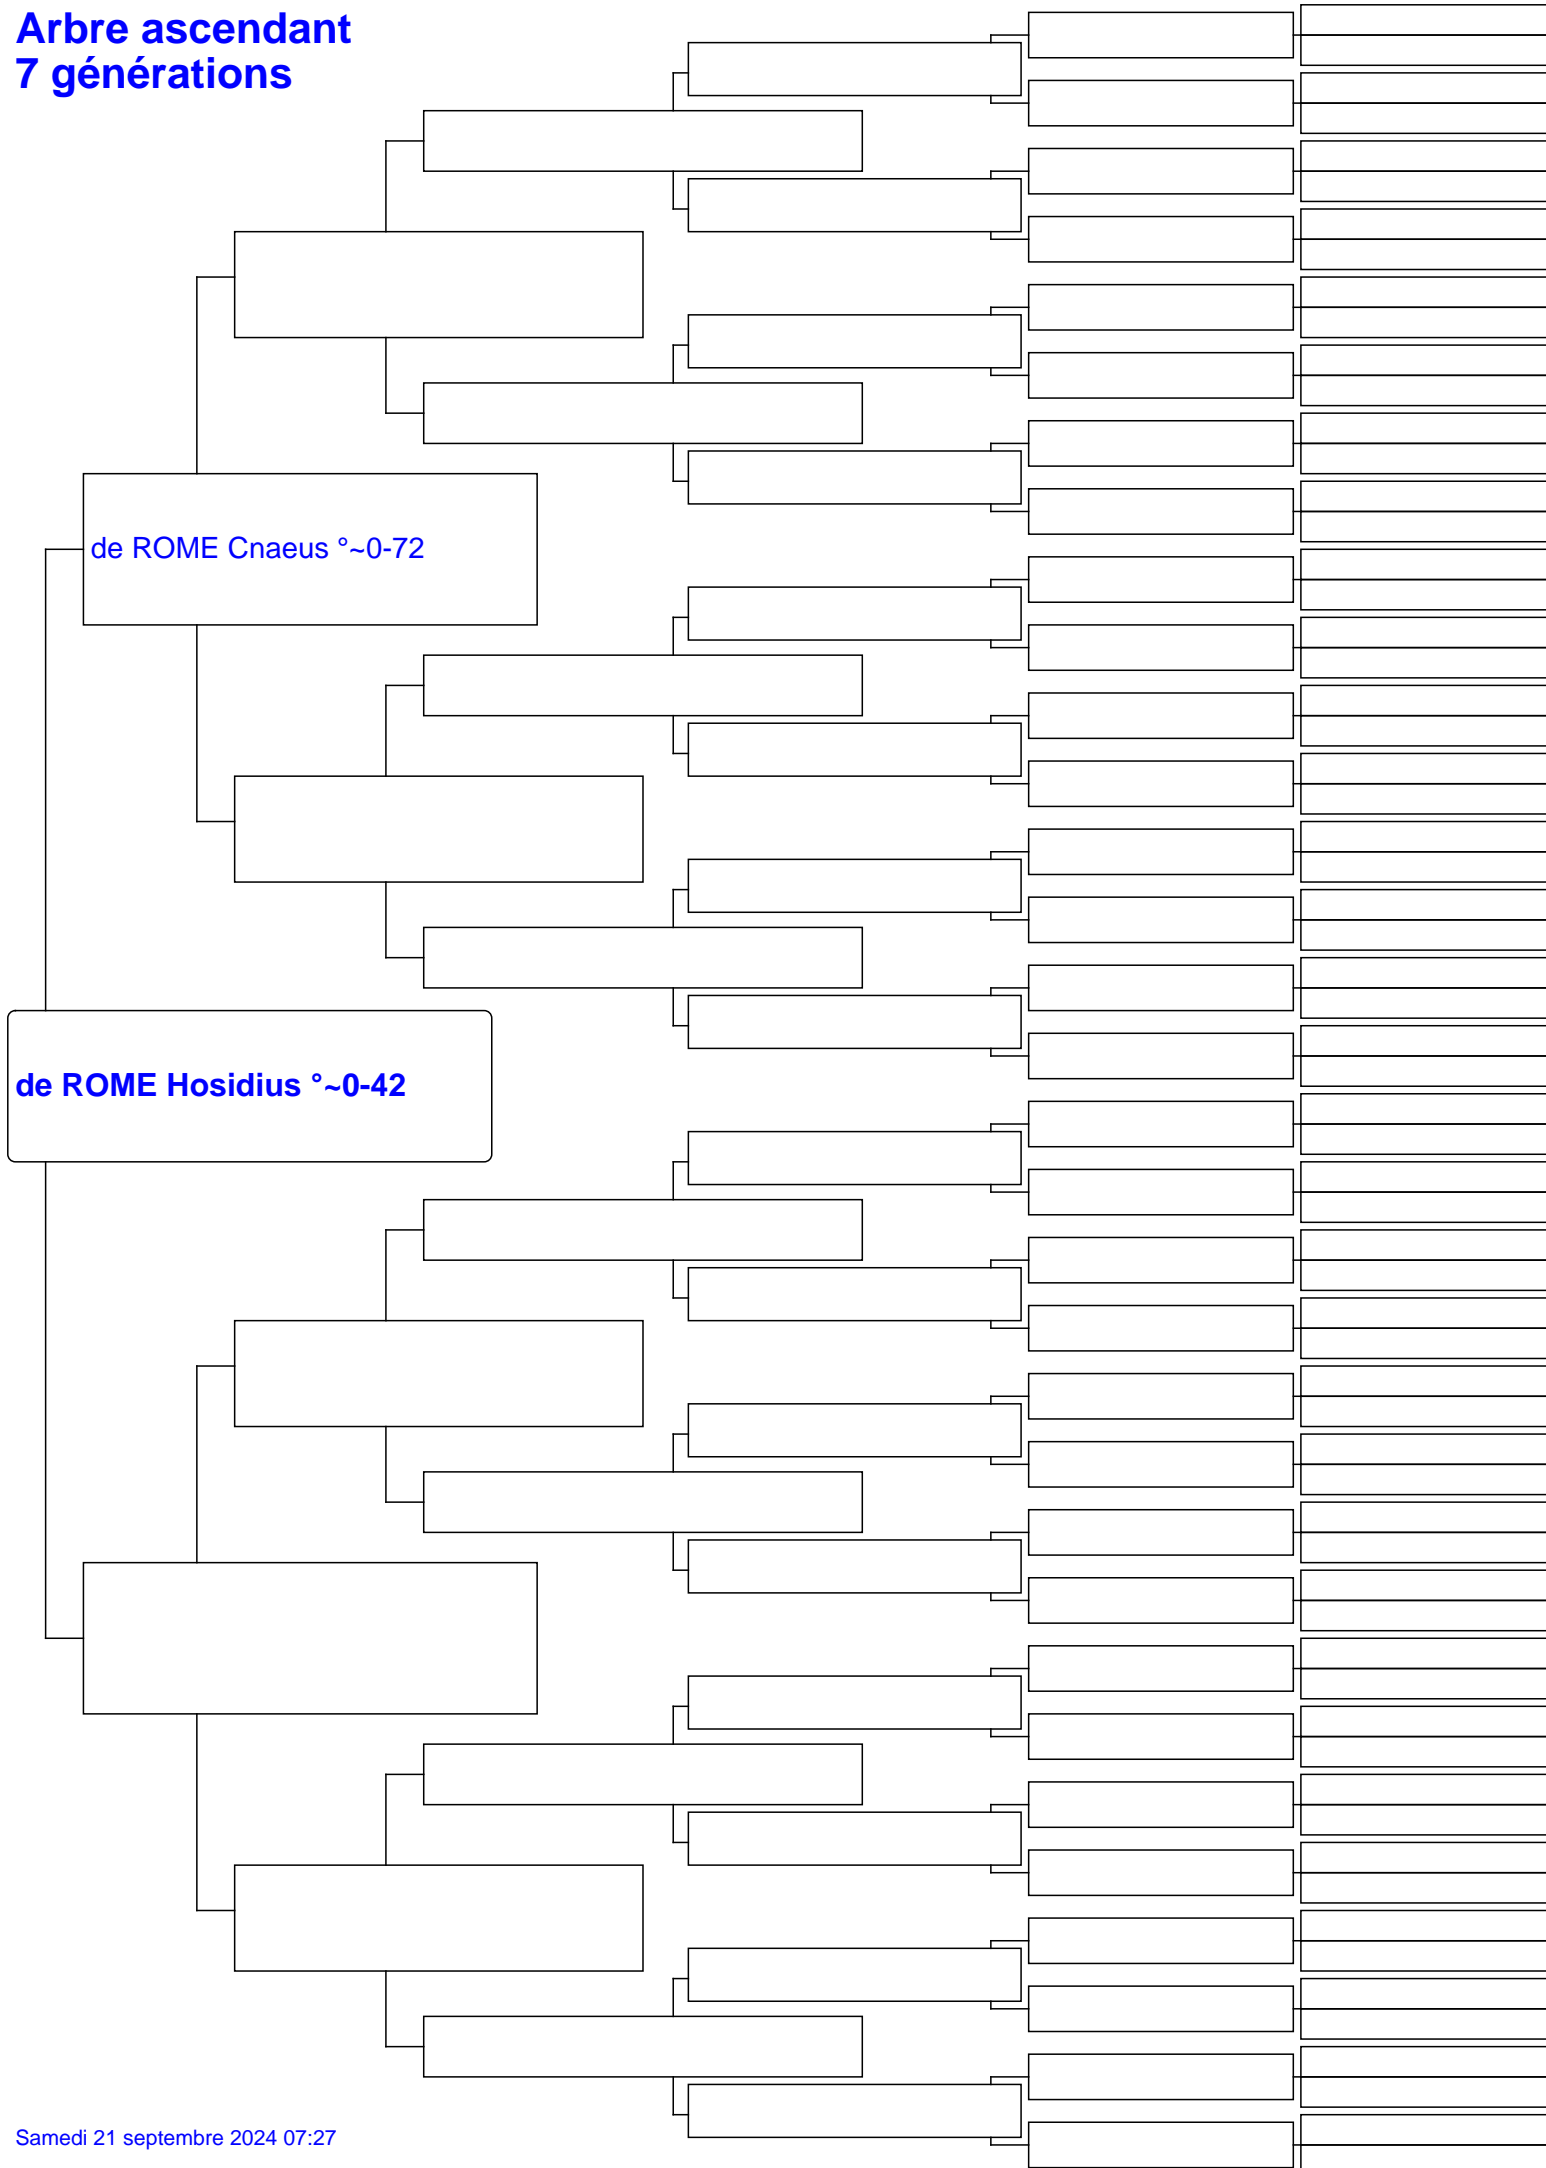 Arbre ascendant
7 générations
de ROME Cnaeus °~0-72
de ROME Hosidius °~0-42
Samedi 21 septembre 2024 07:27